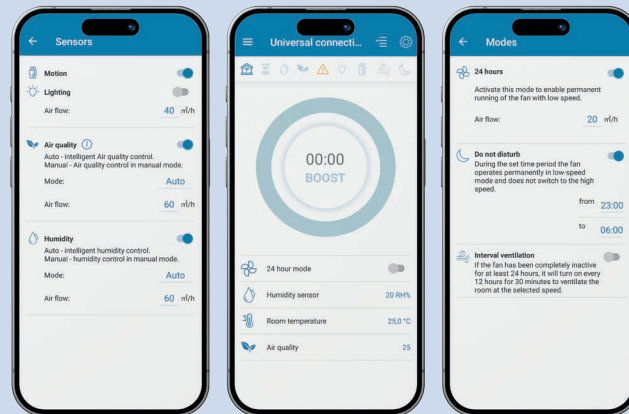 Sensors
Motion
Lighting
Air flow: 40 m³/h
Air quality
Auto - intelligent Air quality control.
Manual - Air quality control in manual mode.
Mode: Auto
Air flow: 60 m³/h
Humidity
Auto - intelligent humidity control.
Manual - humidity control in manual mode.
Mode: Auto
Air flow: 60 m³/h
Universal connecti...
00:00
BOOST
24 hour mode
Humidity sensor 20 RH%
Room temperature 25,0 °C
Air quality 25
Modes
24 hours
Activate this mode to enable permanent
running of the fan with low speed.
Air flow: 20 m³/h
Do not disturb
During the set time period the fan
operates permanently in low-speed
mode and does not switch to the high
speed.
from 23:00
to 06:00
Interval ventilation
If the fan has been completely inactive
for at least 24 hours, it will turn on every
12 hours for 30 minutes to ventilate the
room at the selected speed.